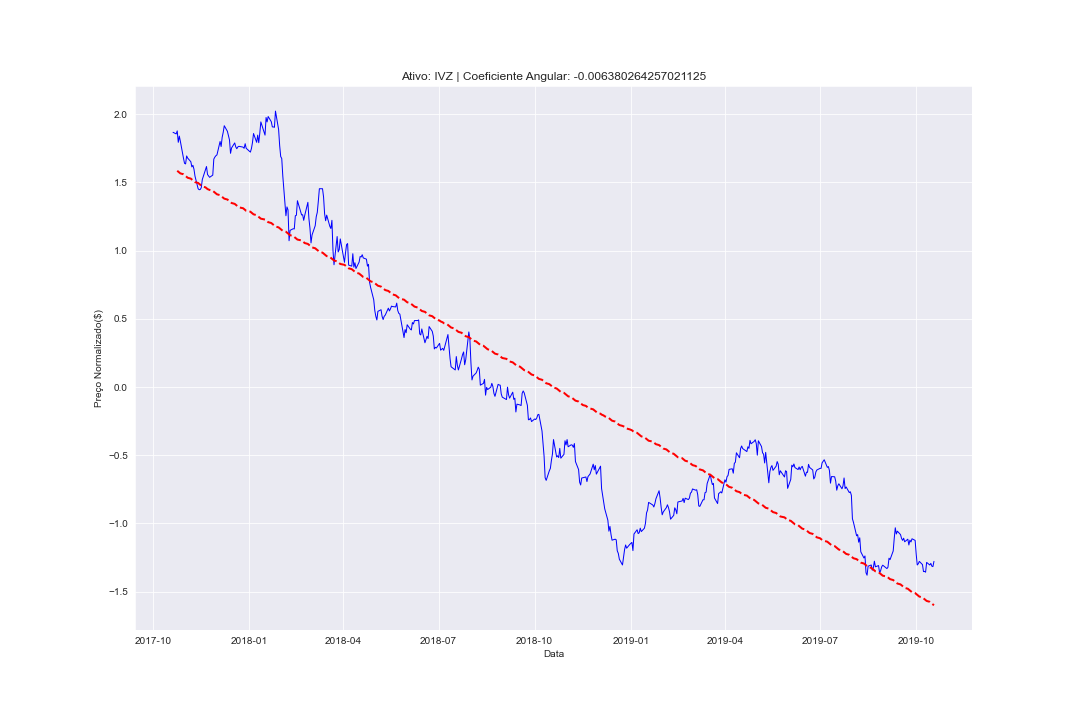 Ativo: IVZ | Coeficiente Angular: -0.006380264257021125
Preço Normalizado($)
2.0
1.5
1.0
0.5
0.0
−0.5
−1.0
−1.5
2017-10 2018-01 2018-04 2018-07 2018-10 2019-01 2019-04 2019-07 2019-10
Data